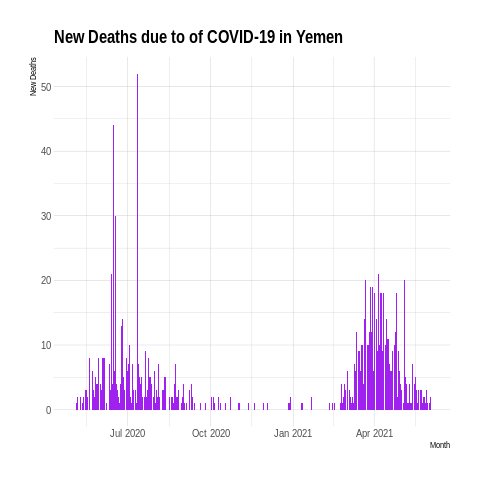 New Deaths due to of COVID-19 in Yemen
New Deaths
50
40
30
20
10
0
Jul 2020 Oct 2020 Jan 2021 Apr 2021
Month